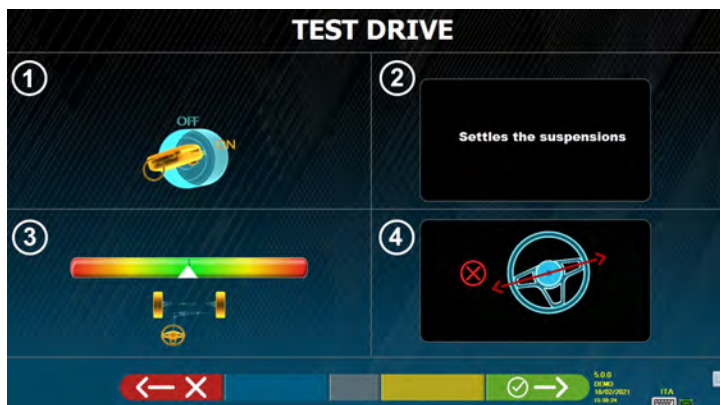 TEST DRIVE
1
2
OFF
ON
Settles the suspensions
3
4
5.0.0
DEMO
18/02/2021
ITA